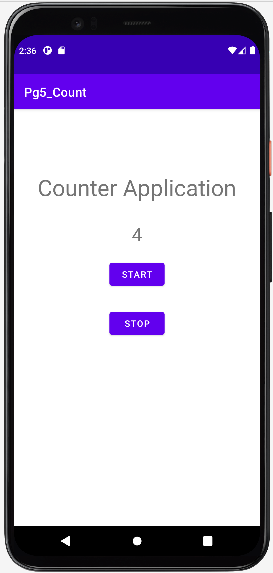 2:36
Pg5_Count
Counter Application
4
START
STOP